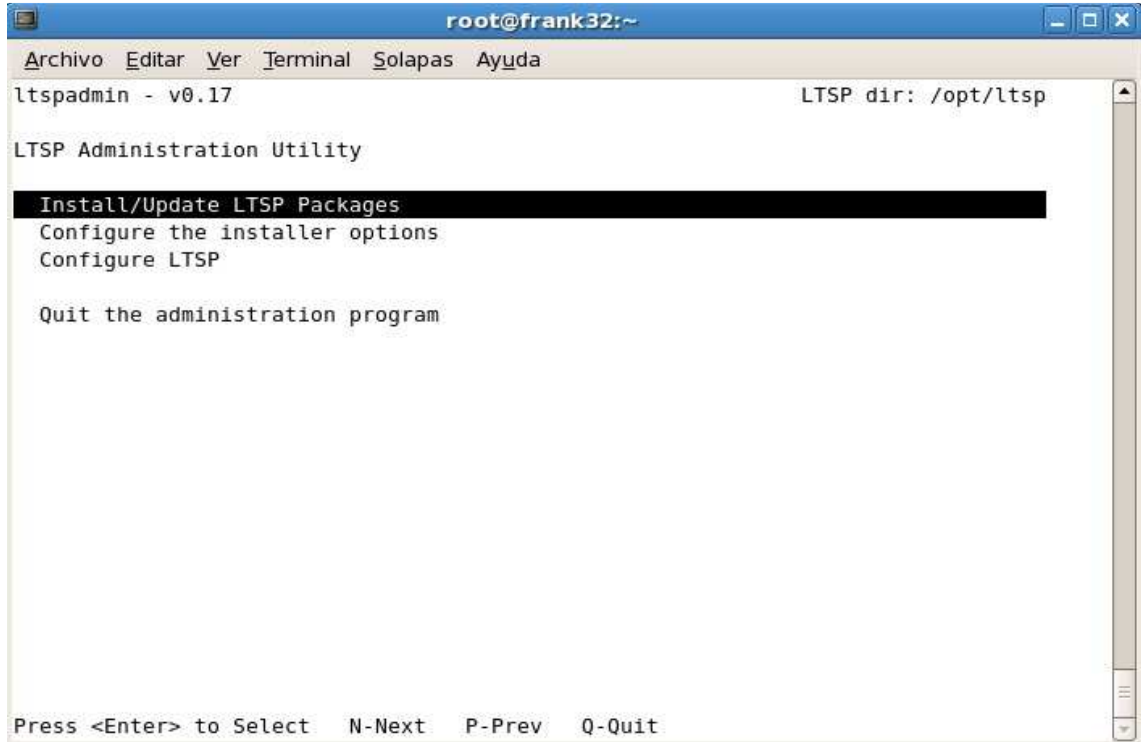 root@frank32:~
Archivo Editar Ver Terminal Solapas Ayuda
ltspadmin - v0.17 LTSP dir: /opt/ltsp
LTSP Administration Utility
Install/Update LTSP Packages
Configure the installer options
Configure LTSP
Quit the administration program
Press <Enter> to Select N-Next P-Prev Q-Quit